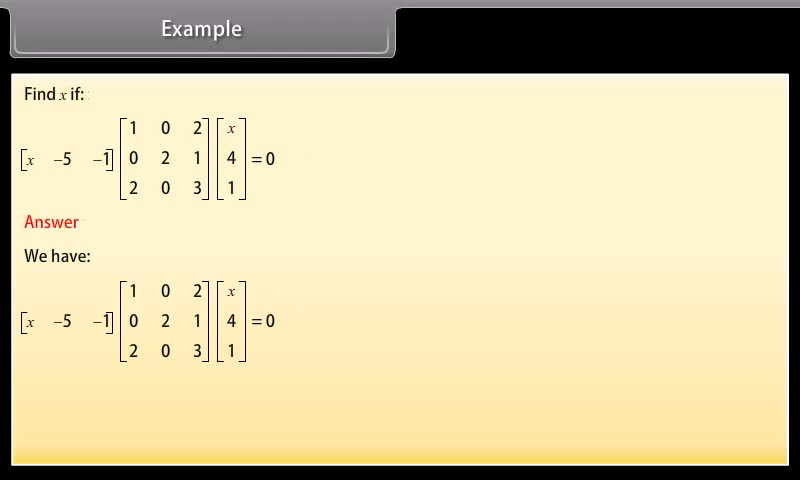 Example
Find x if:
[x −5 −1] [1 0 2; 0 2 1; 2 0 3] [x; 4; 1] = 0
Answer
We have:
[x −5 −1] [1 0 2; 0 2 1; 2 0 3] [x; 4; 1] = 0